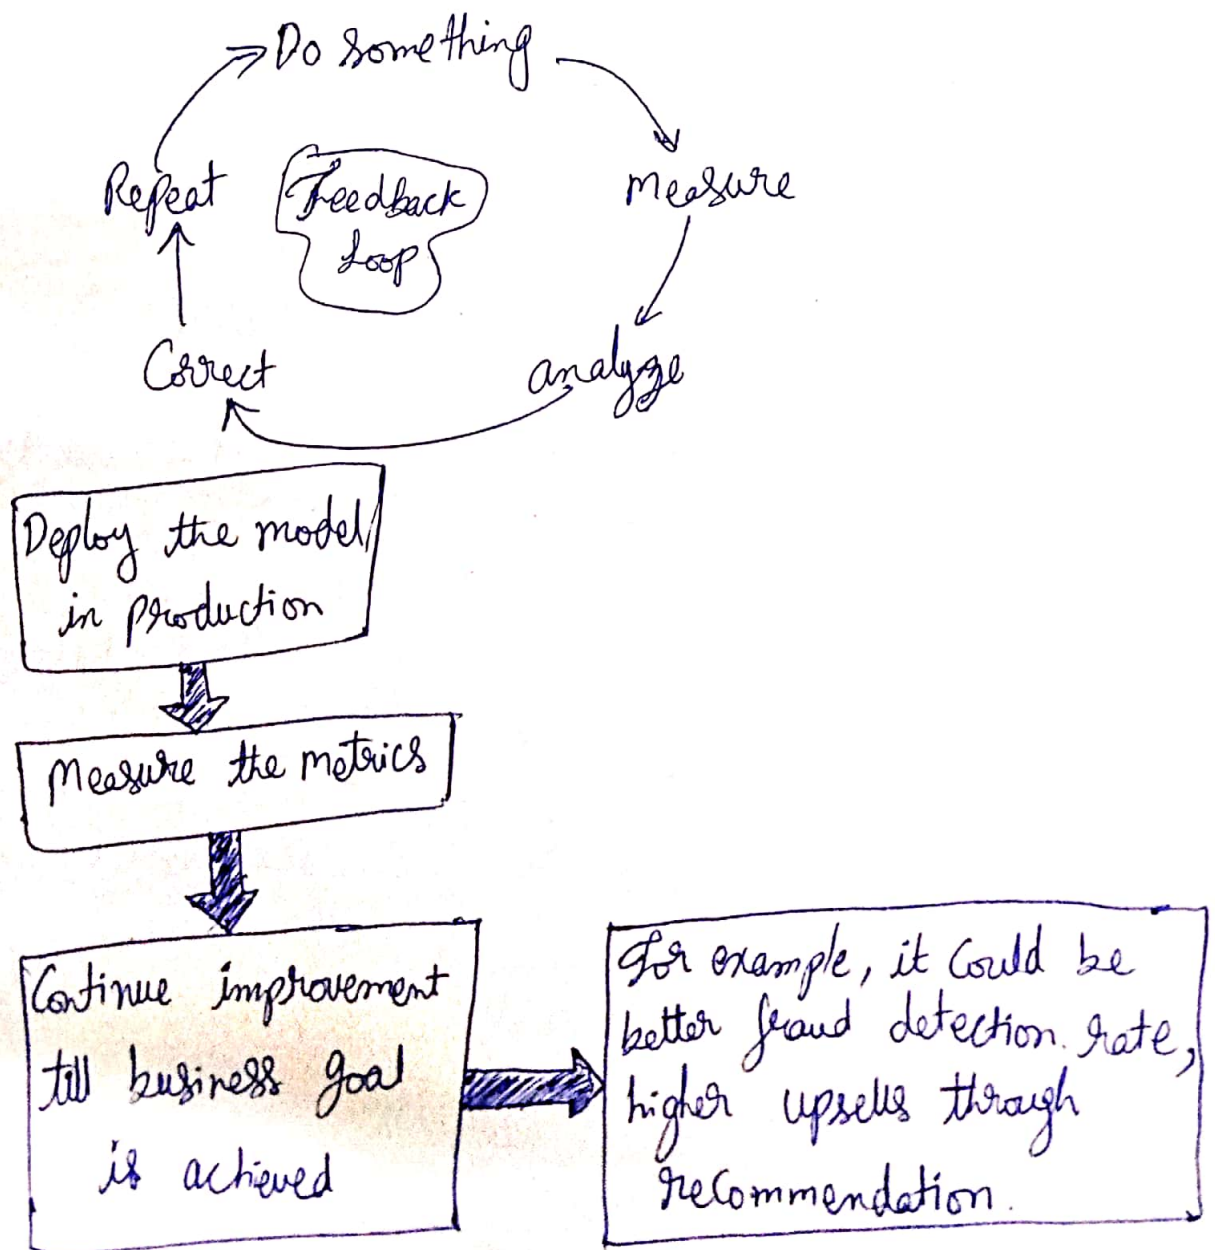 Do something
Repeat
Feedback
Loop
measure
Correct
analyze
Deploy the model
in production
Measure the metrics
Continue improvement
till business goal
is achieved
For example, it could be
better fraud detection rate,
higher upsells through
recommendation.